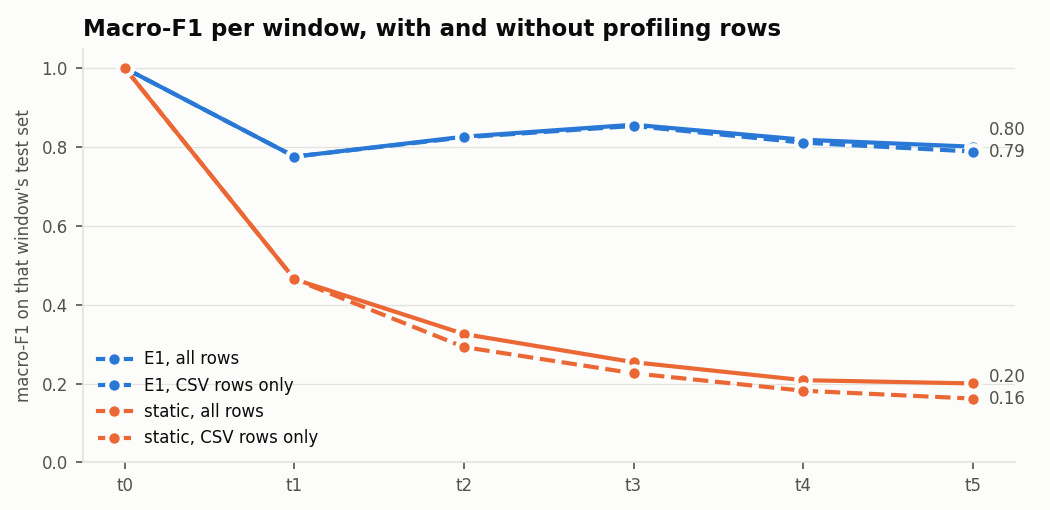 Macro-F1 per window, with and without profiling rows
macro-F1 on that window's test set
1.0
0.8
0.6
0.4
0.2
0.0
0.80
0.79
0.20
0.16
E1, all rows
E1, CSV rows only
static, all rows
static, CSV rows only
t0 t1 t2 t3 t4 t5